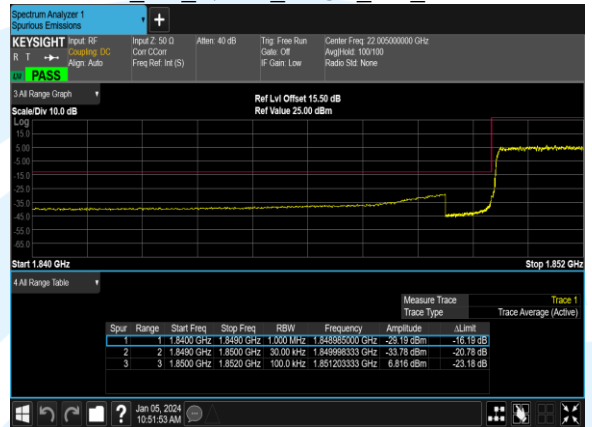 Spectrum Analyzer 1
Spurious Emissions
+
KEYSIGHT Input: RF Input Z: 50 Ω Atten: 40 dB Trig: Free Run Center Freq: 22.005000000 GHz
R T Coupling: DC Corr CCorr Gate: Off Avg|Hold: 100/100
Align: Auto Freq Ref: Int (S) IF Gain: Low Radio Std: None
LV PASS
3 All Range Graph
Ref Lvl Offset 15.50 dB
Scale/Div 10.0 dB Ref Value 25.00 dBm
Log
15.0
5.00
-5.00
-15.0
-25.0
-35.0
-45.0
-55.0
-65.0
Start 1.840 GHz Stop 1.852 GHz
4 All Range Table
Measure Trace Trace 1
Trace Type Trace Average (Active)
Spur Range Start Freq Stop Freq RBW Frequency Amplitude ΔLimit
1 1 1.8400 GHz 1.8490 GHz 1.000 MHz 1.848985000 GHz -29.19 dBm -16.19 dB
2 2 1.8490 GHz 1.8500 GHz 30.00 kHz 1.849998333 GHz -33.78 dBm -20.78 dB
3 3 1.8500 GHz 1.8520 GHz 100.0 kHz 1.851203333 GHz 6.816 dBm -23.18 dB
? Jan 05, 2024
10:51:53 AM